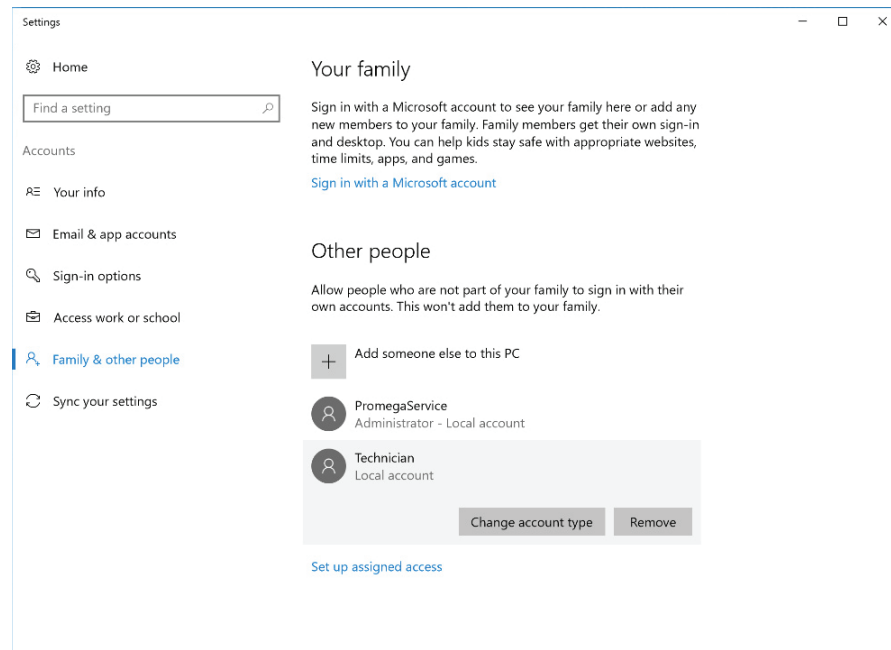 Settings
Home
Find a setting
Accounts
Your info
Email & app accounts
Sign-in options
Access work or school
Family & other people
Sync your settings
Your family
Sign in with a Microsoft account to see your family here or add any
new members to your family. Family members get their own sign-in
and desktop. You can help kids stay safe with appropriate websites,
time limits, apps, and games.
Sign in with a Microsoft account
Other people
Allow people who are not part of your family to sign in with their
own accounts. This won't add them to your family.
Add someone else to this PC
PromegaService
Administrator - Local account
Technician
Local account
Change account type Remove
Set up assigned access